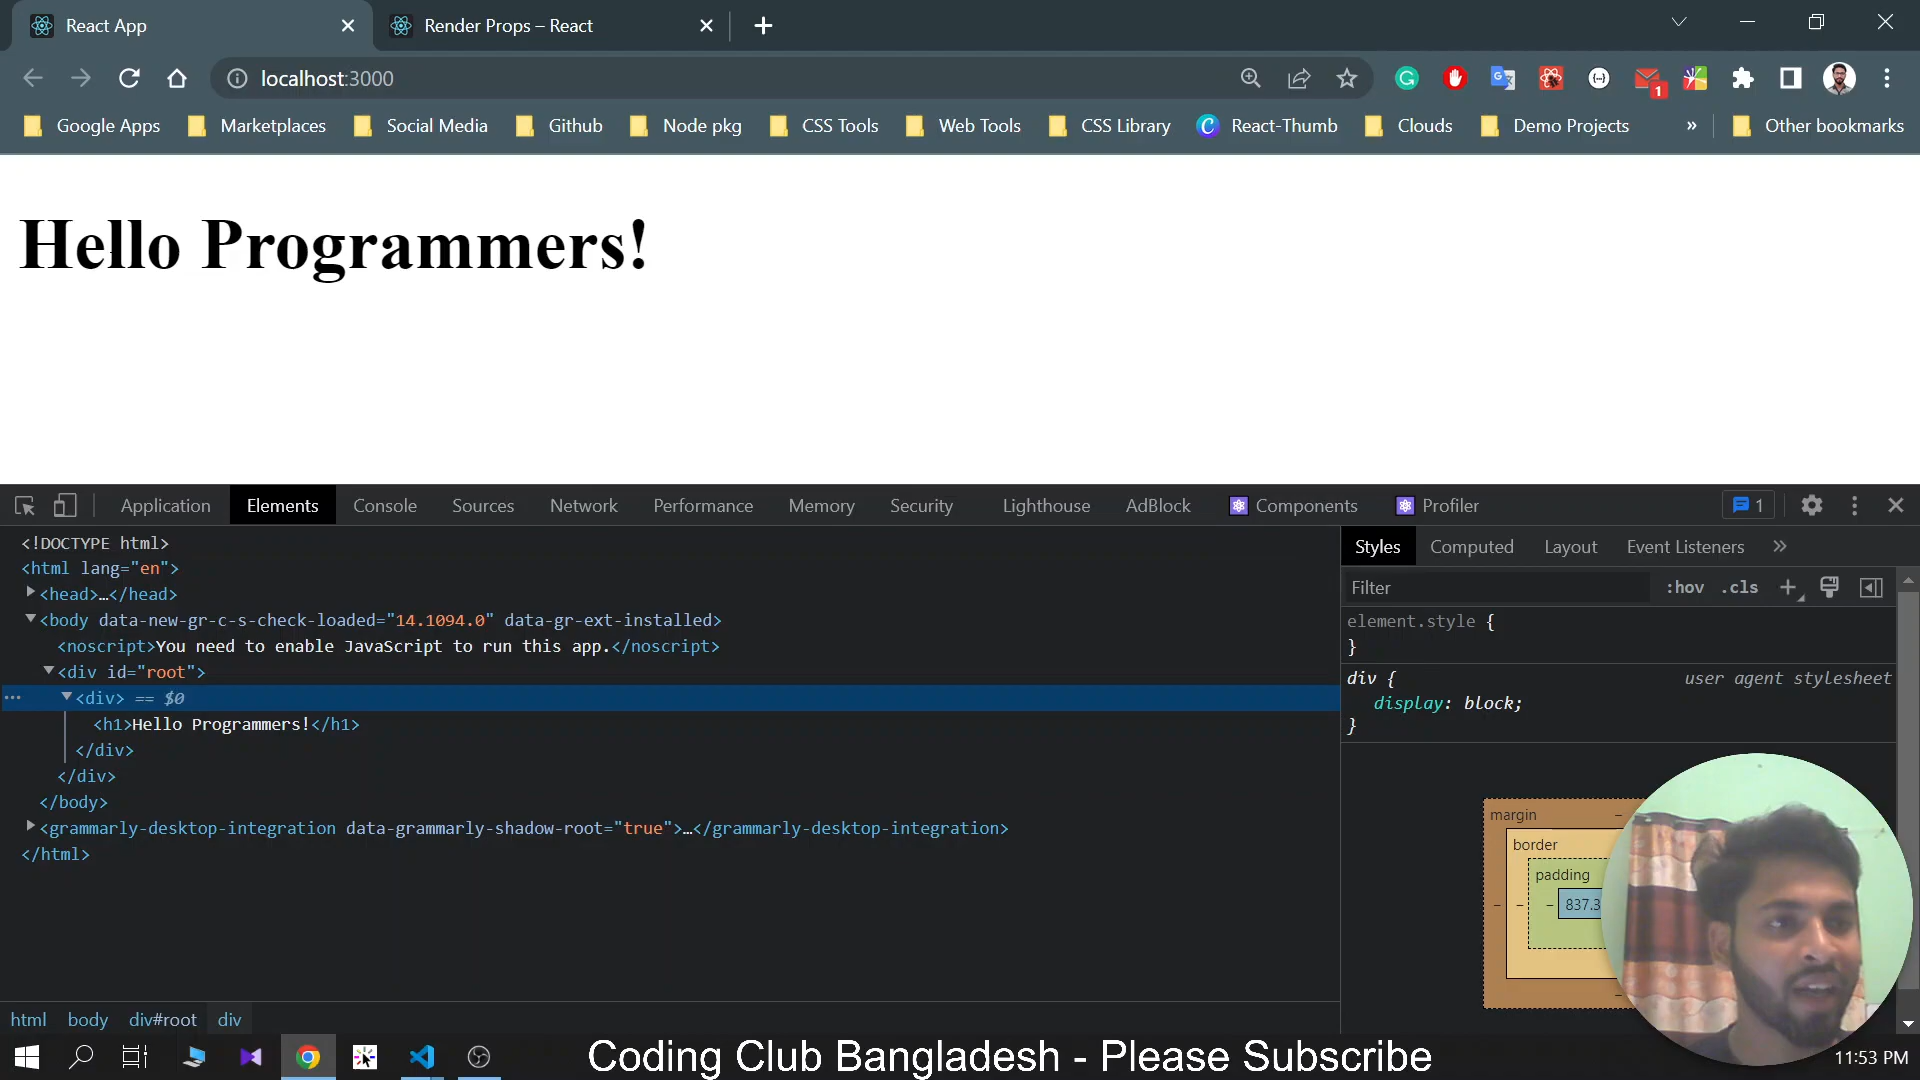 React App
Render Props – React
localhost:3000
1
Google Apps
Marketplaces
Social Media
Github
Node pkg
CSS Tools
Web Tools
CSS Library
React-Thumb
Clouds
Demo Projects
»
Other bookmarks
Hello Programmers!
Application
Elements
Console
Sources
Network
Performance
Memory
Security
Lighthouse
AdBlock
Components
Profiler
1
<!DOCTYPE html>
<html lang="en">
<head>…</head>
<body data-new-gr-c-s-check-loaded="14.1094.0" data-gr-ext-installed>
<noscript>You need to enable JavaScript to run this app.</noscript>
<div id="root">
<div> == $0
<h1>Hello Programmers!</h1>
</div>
</div>
</body>
<grammarly-desktop-integration data-grammarly-shadow-root="true">…</grammarly-desktop-integration>
</html>
Styles
Computed
Layout
Event Listeners
»
Filter
:hov
.cls
element.style {
}
div {
user agent stylesheet
display: block;
}
margin
–
border
padding
– – – 837.3
–
html
body
div#root
div
Coding Club Bangladesh - Please Subscribe
11:53 PM